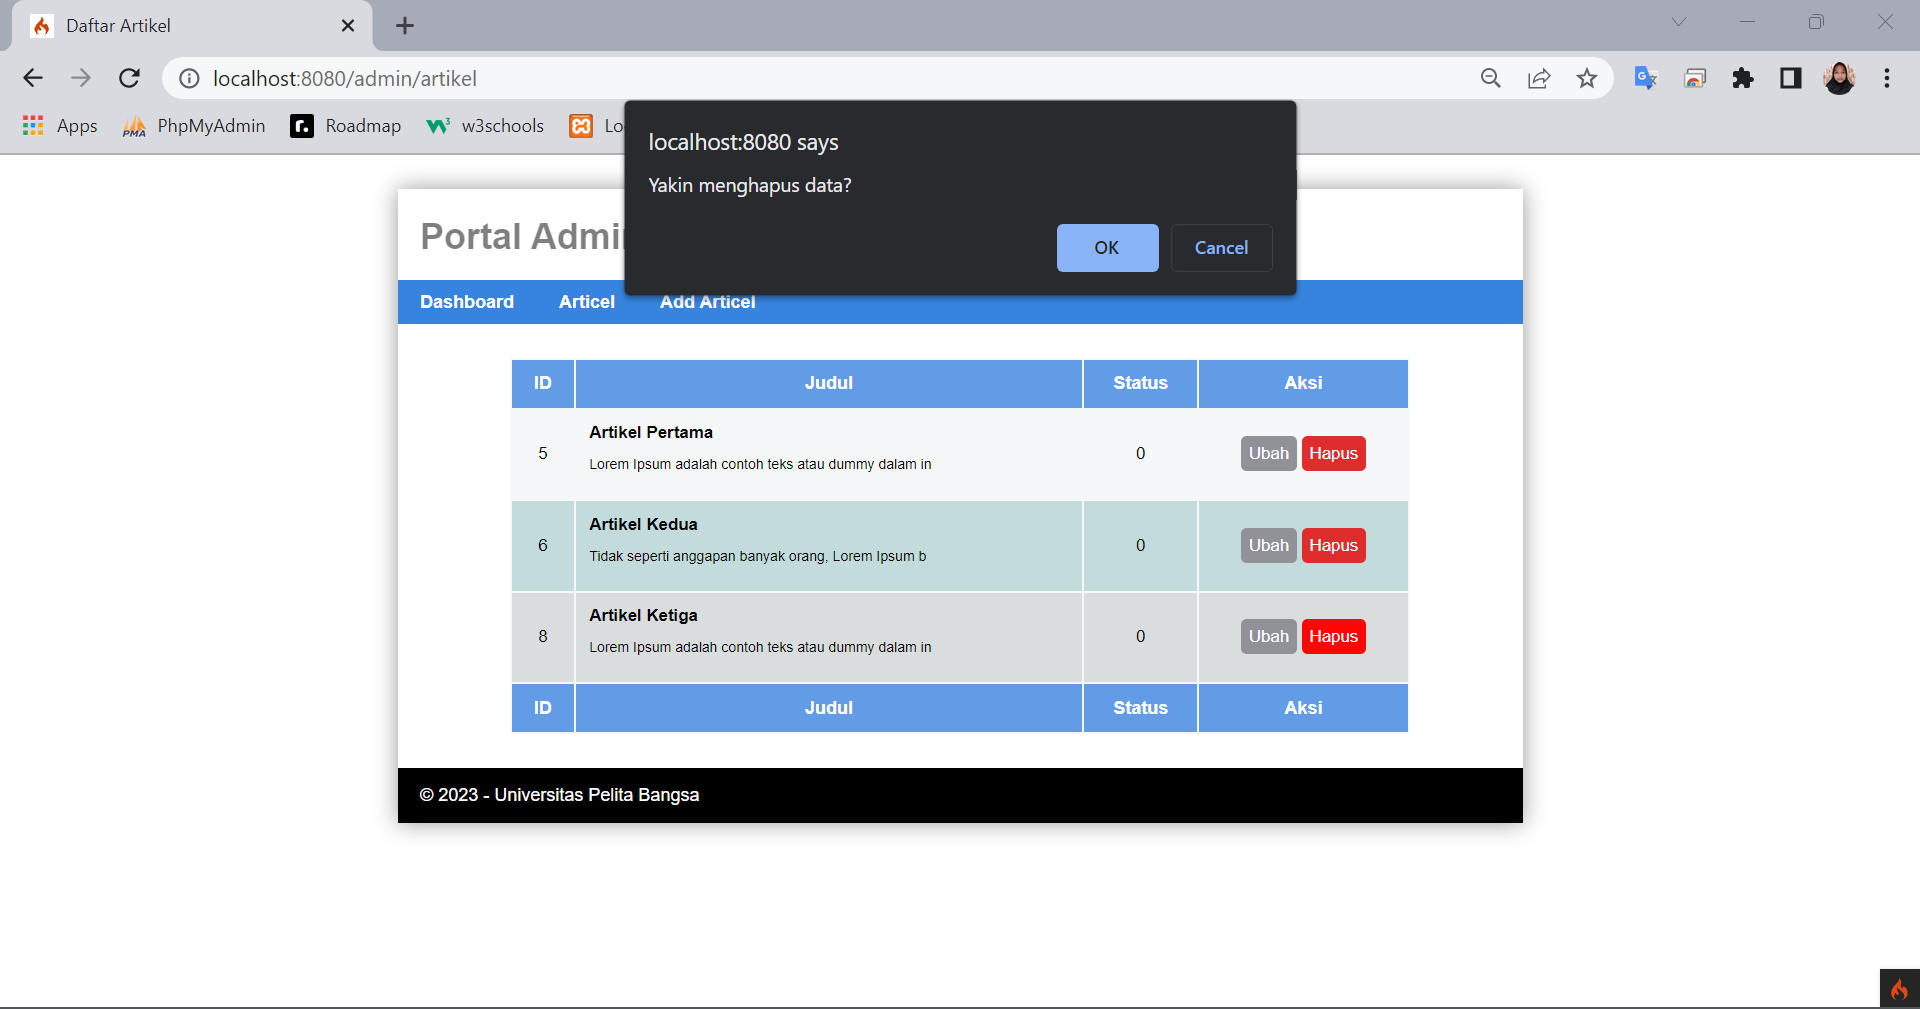 Daftar Artikel
localhost:8080/admin/artikel
Apps PhpMyAdmin Roadmap w3schools
localhost:8080 says
Yakin menghapus data?
OK Cancel
Portal Admi
Dashboard Articel Add Articel
ID Judul Status Aksi
Artikel Pertama
5 0 Ubah Hapus
Lorem Ipsum adalah contoh teks atau dummy dalam in
Artikel Kedua
6 0 Ubah Hapus
Tidak seperti anggapan banyak orang, Lorem Ipsum b
Artikel Ketiga
8 0 Ubah Hapus
Lorem Ipsum adalah contoh teks atau dummy dalam in
ID Judul Status Aksi
© 2023 - Universitas Pelita Bangsa